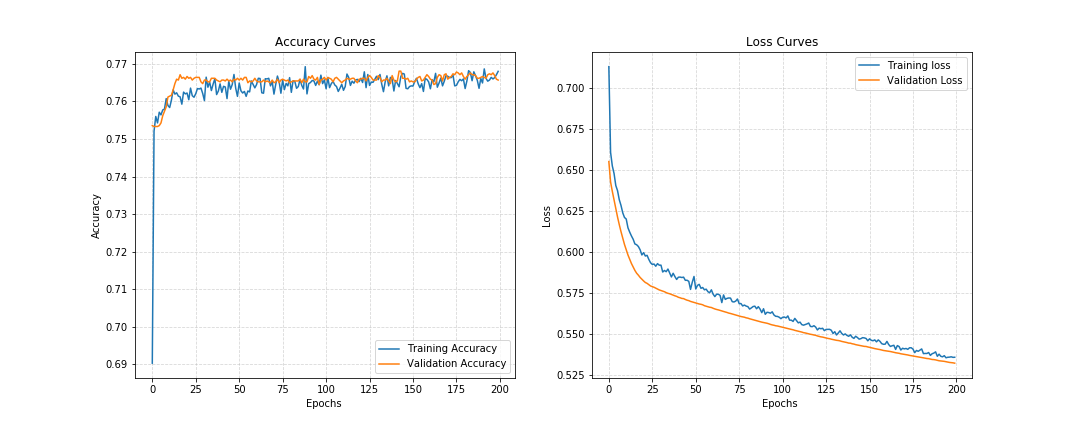 Accuracy Curves
0.77
0.76
0.75
0.74
0.73
0.72
0.71
0.70
0.69
Accuracy
0 25 50 75 100 125 150 175 200
Epochs
Training Accuracy
Validation Accuracy
Loss Curves
0.700
0.675
0.650
0.625
0.600
0.575
0.550
0.525
Loss
0 25 50 75 100 125 150 175 200
Epochs
Training loss
Validation Loss